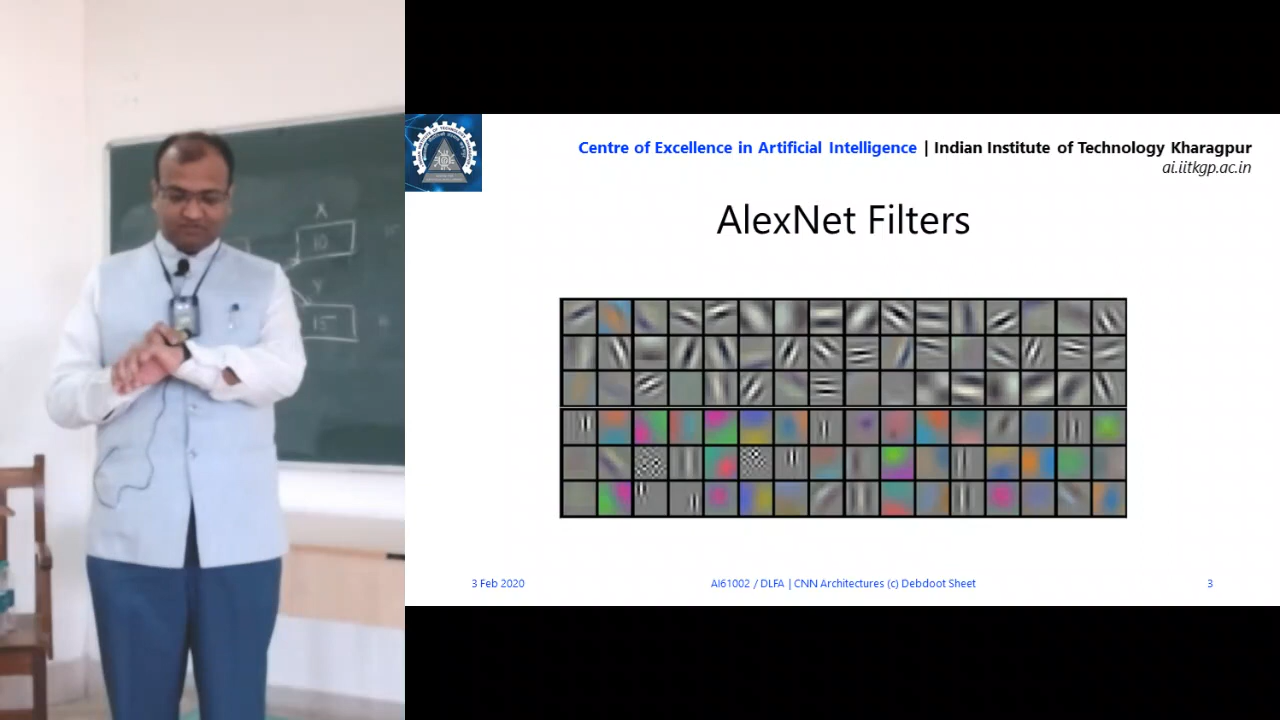 X
10
Y
15
Centre of Excellence in Artificial Intelligence | Indian Institute of Technology Kharagpur
ai.iitkgp.ac.in
AlexNet Filters
3 Feb 2020
AI61002 / DLFA | CNN Architectures (c) Debdoot Sheet
3